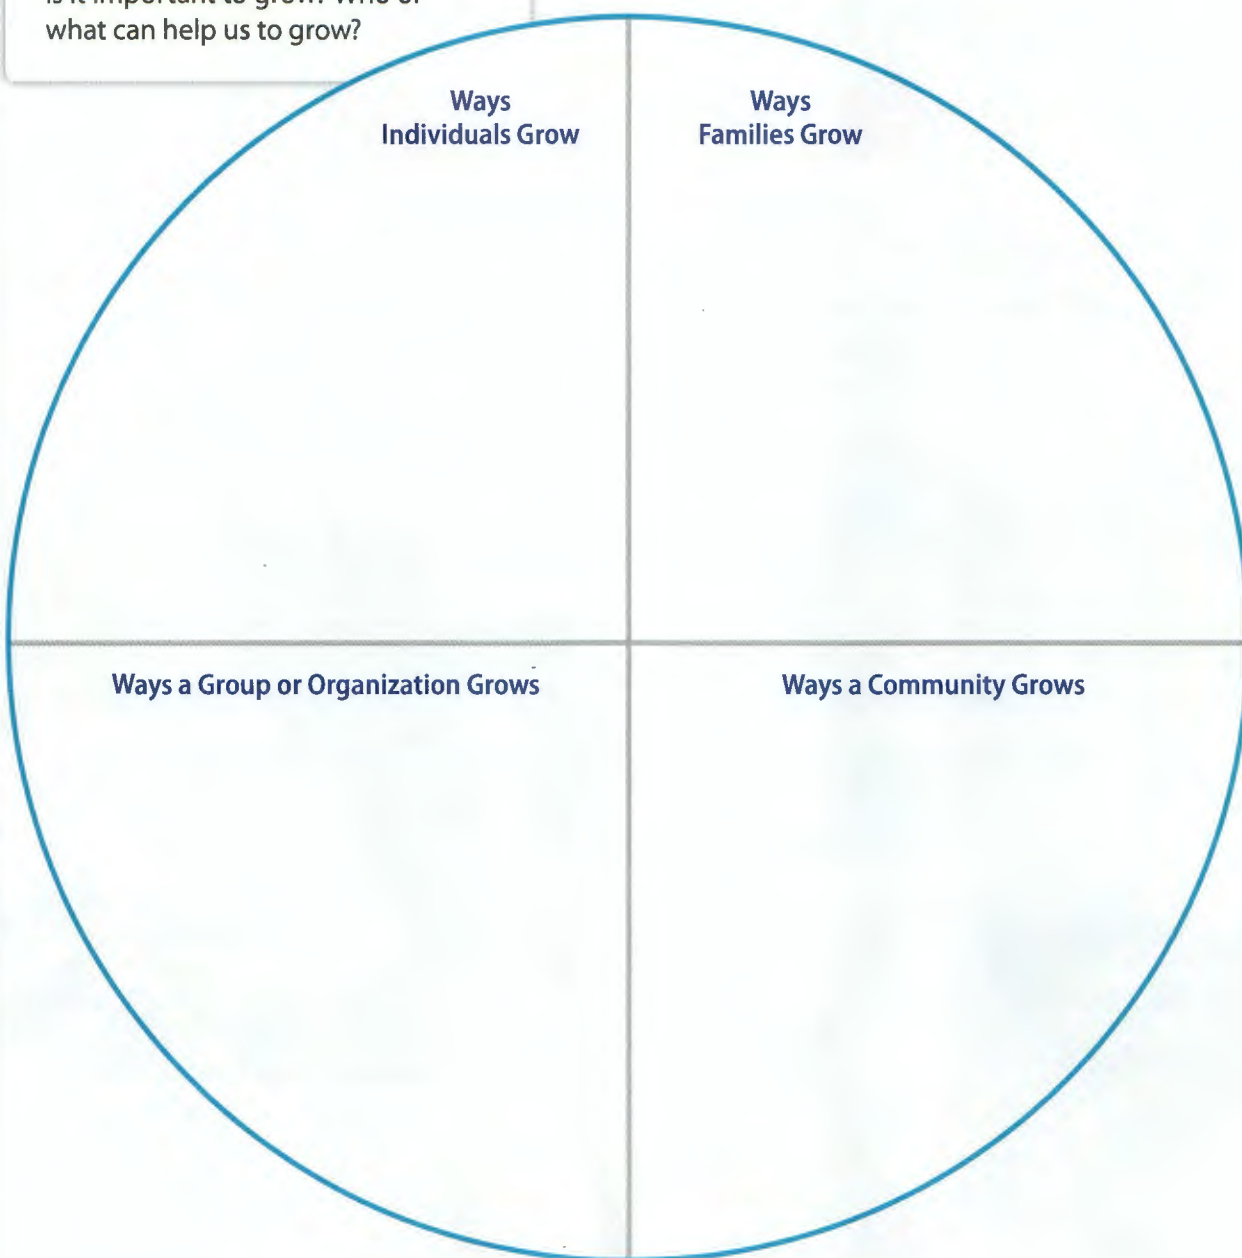 what can help us to grow?
Ways
Individuals Grow
Ways
Families Grow
Ways a Group or Organization Grows
Ways a Community Grows